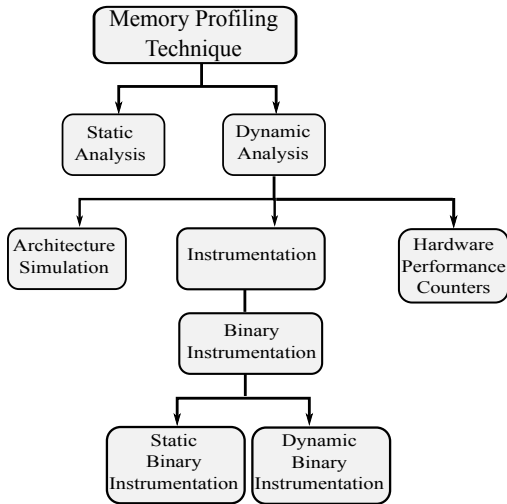 Memory Profiling
Technique
Static
Analysis
Dynamic
Analysis
Architecture
Simulation
Instrumentation
Hardware
Performance
Counters
Binary
Instrumentation
Static
Binary
Instrumentation
Dynamic
Binary
Instrumentation